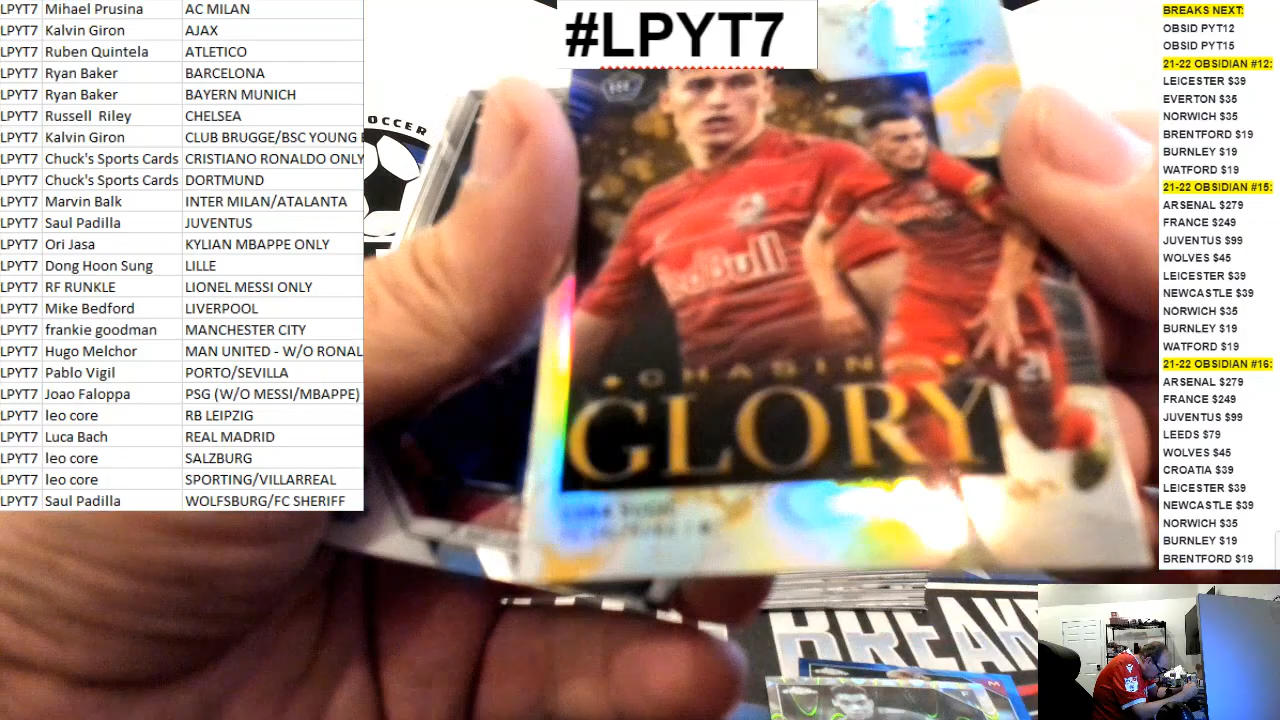 LPYT7 Mihael Prusina AC MILAN
LPYT7 Kalvin Giron AJAX
LPYT7 Ruben Quintela ATLETICO
LPYT7 Ryan Baker BARCELONA
LPYT7 Ryan Baker BAYERN MUNICH
LPYT7 Russell Riley CHELSEA
LPYT7 Kalvin Giron CLUB BRUGGE/BSC YOUNG
LPYT7 Chuck's Sports Cards CRISTIANO RONALDO ONLY
LPYT7 Chuck's Sports Cards DORTMUND
LPYT7 Marvin Balk INTER MILAN/ATALANTA
LPYT7 Saul Padilla JUVENTUS
LPYT7 Ori Jasa KYLIAN MBAPPE ONLY
LPYT7 Dong Hoon Sung LILLE
LPYT7 RF RUNKLE LIONEL MESSI ONLY
LPYT7 Mike Bedford LIVERPOOL
LPYT7 frankie goodman MANCHESTER CITY
LPYT7 Hugo Melchor MAN UNITED - W/O RONAL
LPYT7 Pablo Vigil PORTO/SEVILLA
LPYT7 Joao Faloppa PSG (W/O MESSI/MBAPPE)
LPYT7 leo core RB LEIPZIG
LPYT7 Luca Bach REAL MADRID
LPYT7 leo core SALZBURG
LPYT7 leo core SPORTING/VILLARREAL
LPYT7 Saul Padilla WOLFSBURG/FC SHERIFF
#LPYT7
OCCER
RedBull
21
CHASIN
GLORY
BREAK
BREAKS NEXT:
OBSID PYT12
OBSID PYT15
21-22 OBSIDIAN #12:
LEICESTER $39
EVERTON $35
NORWICH $35
BRENTFORD $19
BURNLEY $19
WATFORD $19
21-22 OBSIDIAN #15:
ARSENAL $279
FRANCE $249
JUVENTUS $99
WOLVES $45
LEICESTER $39
NEWCASTLE $39
NORWICH $35
BURNLEY $19
WATFORD $19
21-22 OBSIDIAN #16:
ARSENAL $279
FRANCE $249
JUVENTUS $99
LEEDS $79
WOLVES $45
CROATIA $39
LEICESTER $39
NEWCASTLE $39
NORWICH $35
BURNLEY $19
BRENTFORD $19